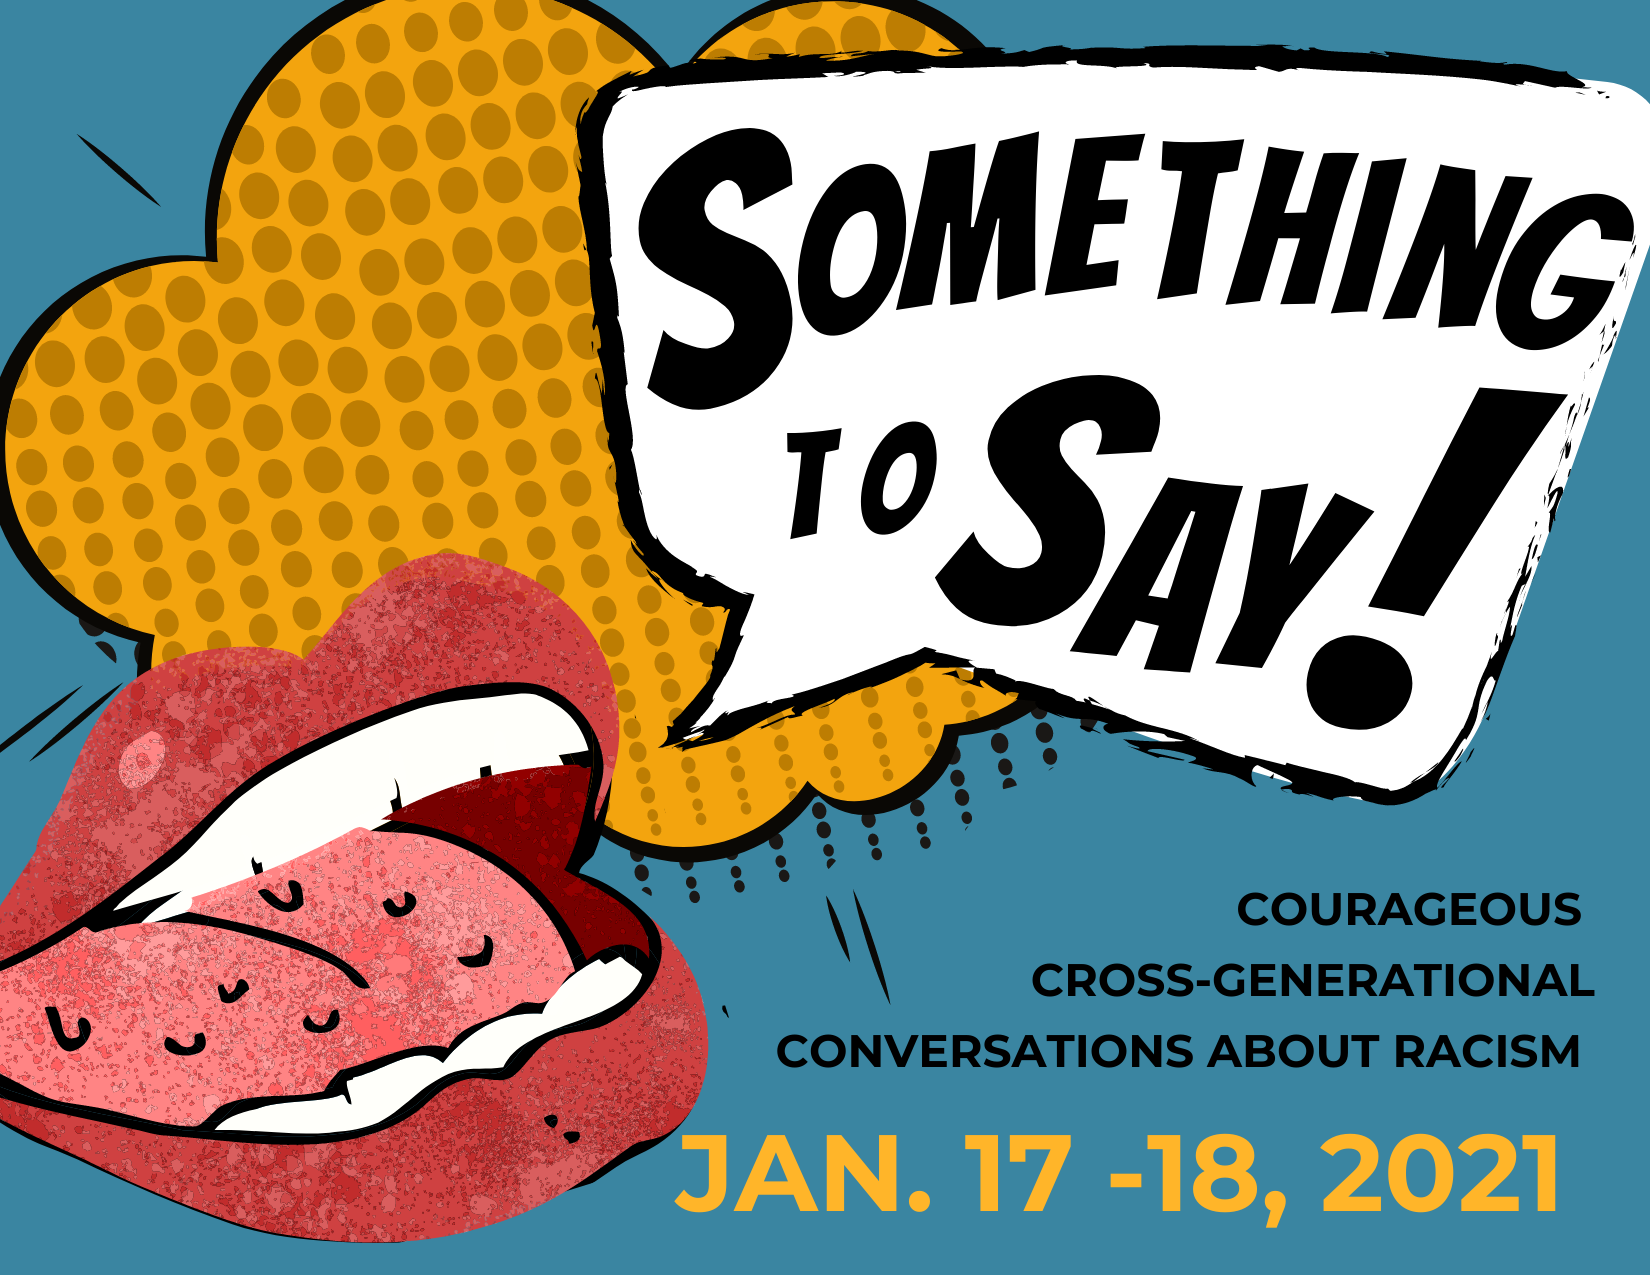 SOMETHING
TO SAY!
COURAGEOUS
CROSS-GENERATIONAL
CONVERSATIONS ABOUT RACISM
JAN. 17 -18, 2021